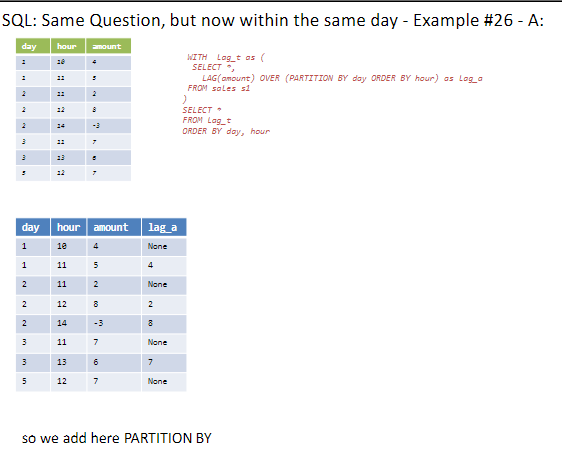 SQL: Same Question, but now within the same day - Example #26 - A:
day hour amount
1 10 4
1 11 5
2 11 2
2 12 8
2 14 -3
3 11 7
3 13 6
5 12 7
WITH Lag_t as (
SELECT *,
LAG(amount) OVER (PARTITION BY day ORDER BY hour) as Lag_a
FROM sales s1
)
SELECT *
FROM Lag_t
ORDER BY day, hour
day hour amount lag_a
1 10 4 None
1 11 5 4
2 11 2 None
2 12 8 2
2 14 -3 8
3 11 7 None
3 13 6 7
5 12 7 None
so we add here PARTITION BY